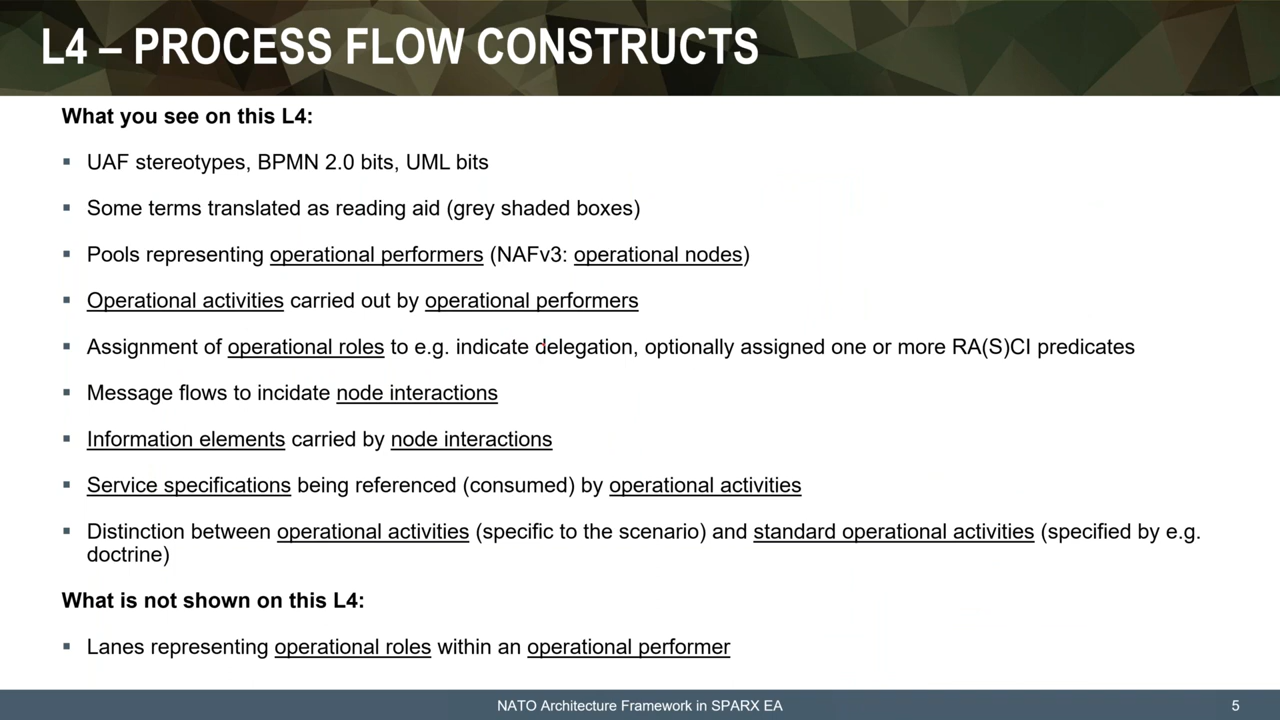 L4 – PROCESS FLOW CONSTRUCTS
What you see on this L4:
▪ UAF stereotypes, BPMN 2.0 bits, UML bits
▪ Some terms translated as reading aid (grey shaded boxes)
▪ Pools representing operational performers (NAFv3: operational nodes)
▪ Operational activities carried out by operational performers
▪ Assignment of operational roles to e.g. indicate delegation, optionally assigned one or more RA(S)CI predicates
▪ Message flows to incidate node interactions
▪ Information elements carried by node interactions
▪ Service specifications being referenced (consumed) by operational activities
▪ Distinction between operational activities (specific to the scenario) and standard operational activities (specified by e.g.
doctrine)
What is not shown on this L4:
▪ Lanes representing operational roles within an operational performer
NATO Architecture Framework in SPARX EA
5